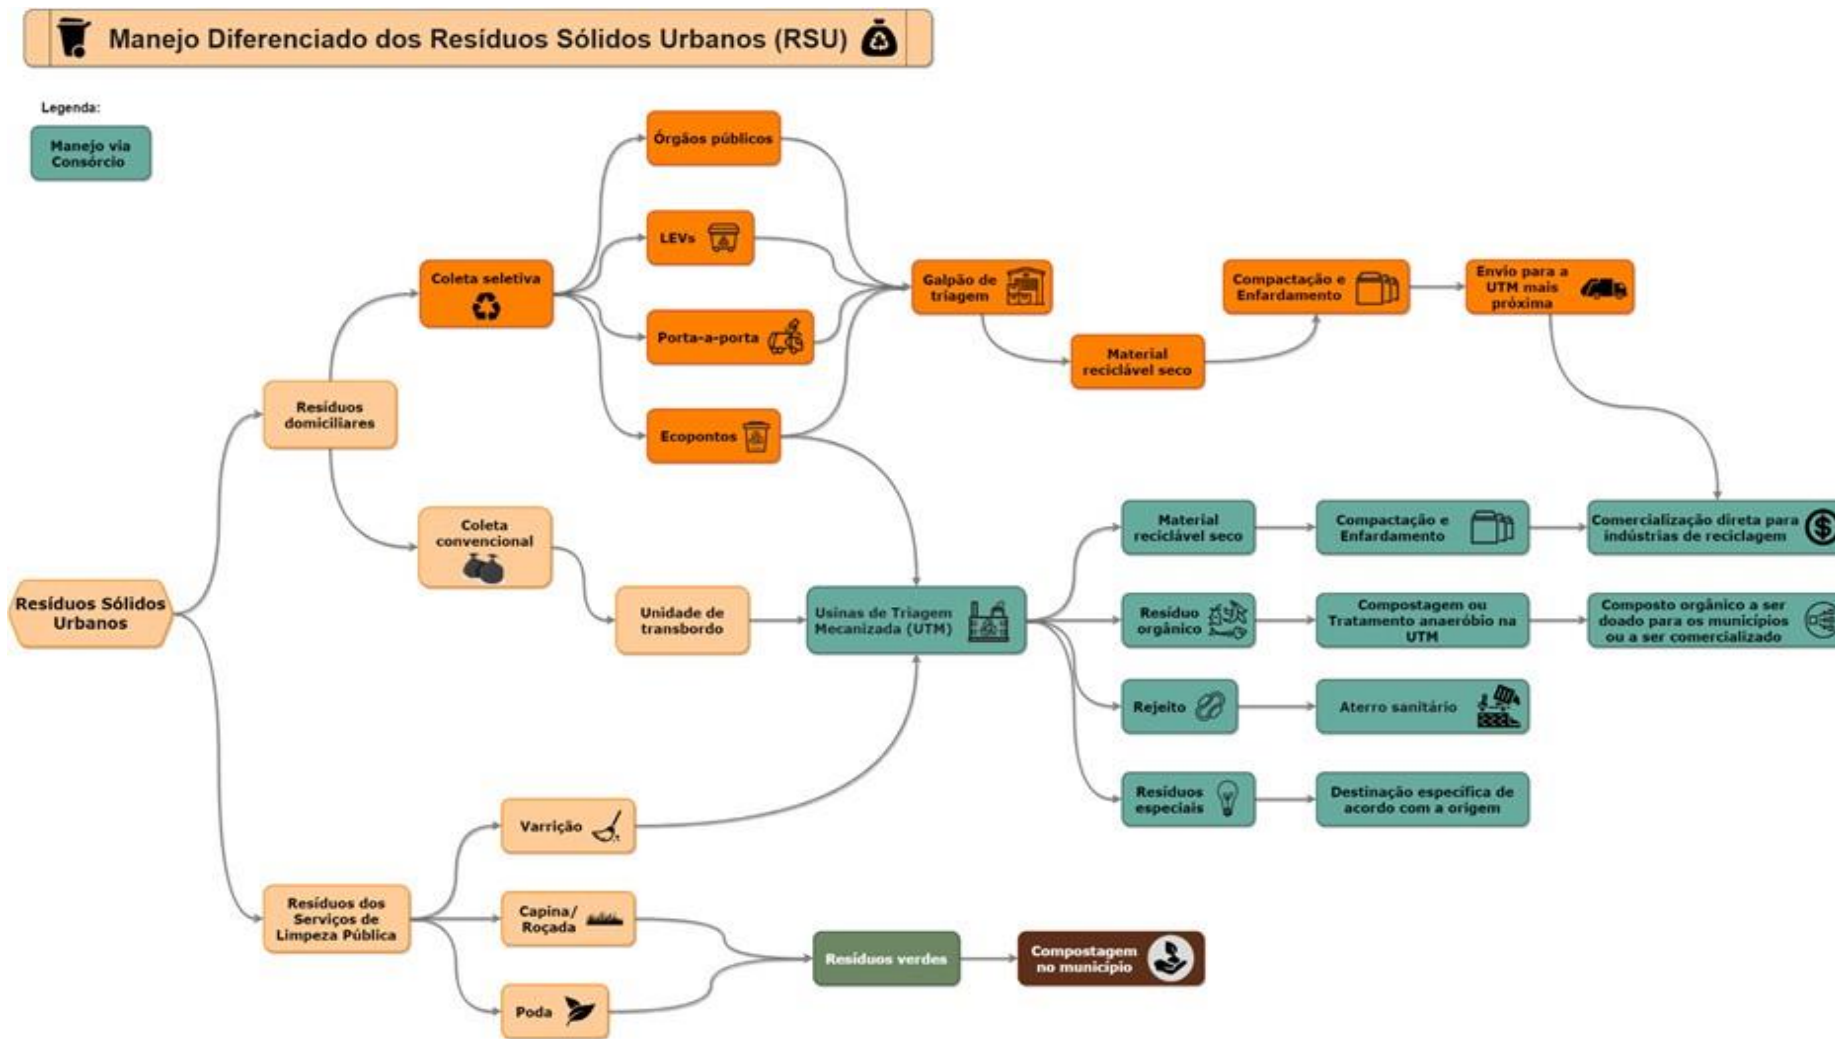 Manejo Diferenciado dos Resíduos Sólidos Urbanos (RSU)
Legenda:
Manejo via
Consórcio
Órgãos públicos
LEVs
Coleta seletiva
Porta-a-porta
Ecopontos
Galpão de
triagem
Material
reciclável seco
Compactação e
Enfardamento
Envio para a
UTM mais
próxima
Resíduos
domiciliares
Coleta
convencional
Resíduos Sólidos
Urbanos
Unidade de
transbordo
Usinas de Triagem
Mecanizada (UTM)
Material
reciclável seco
Compactação e
Enfardamento
Comercialização direta para
indústrias de reciclagem
Resíduo
orgânico
Compostagem ou
Tratamento anaeróbio na
UTM
Composto orgânico a ser
doado para os municípios
ou a ser comercializado
Rejeito
Aterro sanitário
Resíduos
especiais
Destinação específica de
acordo com a origem
Varrição
Resíduos dos
Serviços de
Limpeza Pública
Capina/
Roçada
Poda
Resíduos verdes
Compostagem
no município